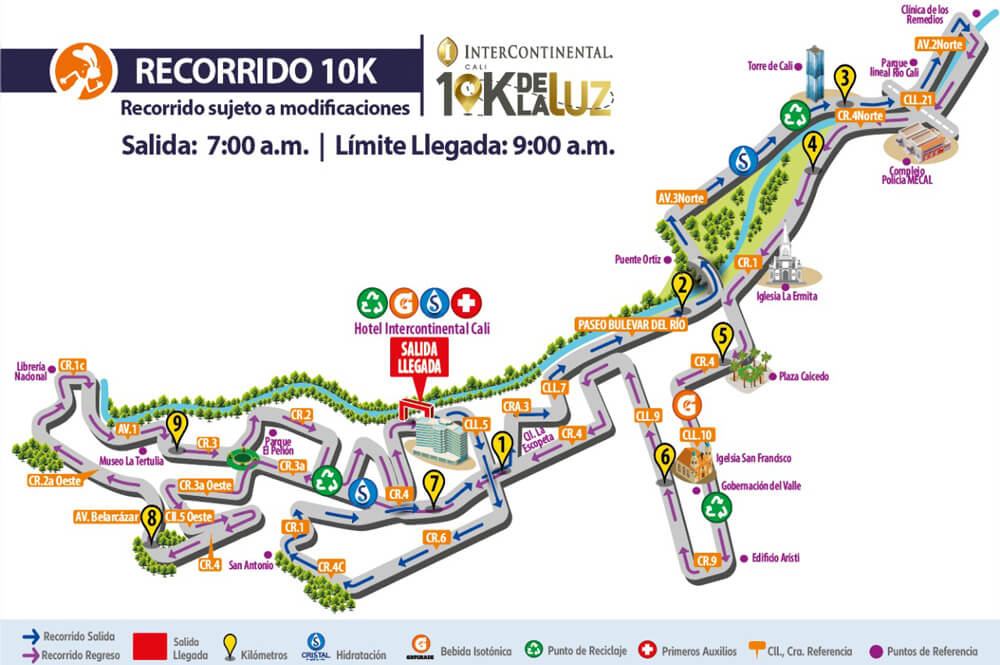 RECORRIDO 10K
Recorrido sujeto a modificaciones
INTERCONTINENTAL.
CALI
10K DE LA LUZ
Salida: 7:00 a.m. | Límite Llegada: 9:00 a.m.
Clínica de los
Remedios
AV.2Norte
Parque
lineal Río Cali
Torre de Cali
3
CLL.21
CR.4Norte
4
Complejo
Policía MECAL
S
AV.3Norte
Puente Ortiz
CR.1
Iglesia La Ermita
2
PASEO BULEVAR DEL RÍO
5
CR.4
Plaza Caicedo
G
Hotel Intercontinental Cali
SALIDA
LLEGADA
Librería
Nacional
CR.1c
CLL.7
CRA.3
CLL.9
CLL.10
CR.2
CLL.5
Ql. La
Escopeta
CR.4
AV.1
9
CR.3
Parque
El Peñón
1
Museo La Tertulia
CR.3a
Igelsia San Francisco
6
Gobernación del Valle
CR.2a Oeste
CR.3a Oeste
S
CR.4
7
AV. Belarcázar
8
Cll.5 Oeste
CR.1
CR.6
CR.4
San Antonio
CR.4C
CR.9
Edificio Aristi
Recorrido Salida
Recorrido Regreso
Salida
Llegada
Kilómetros
CRISTAL
Hidratación
GATORADE
Bebida Isotónica
Punto de Reciclaje
Primeros Auxilios
Cll., Cra. Referencia
Puntos de Referencia